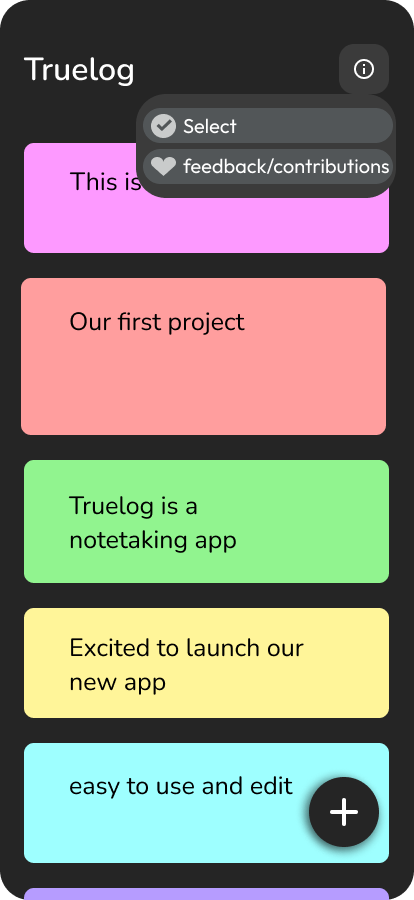 Truelog
Select
feedback/contributions
This is
Our first project
Truelog is a
notetaking app
Excited to launch our
new app
easy to use and edit